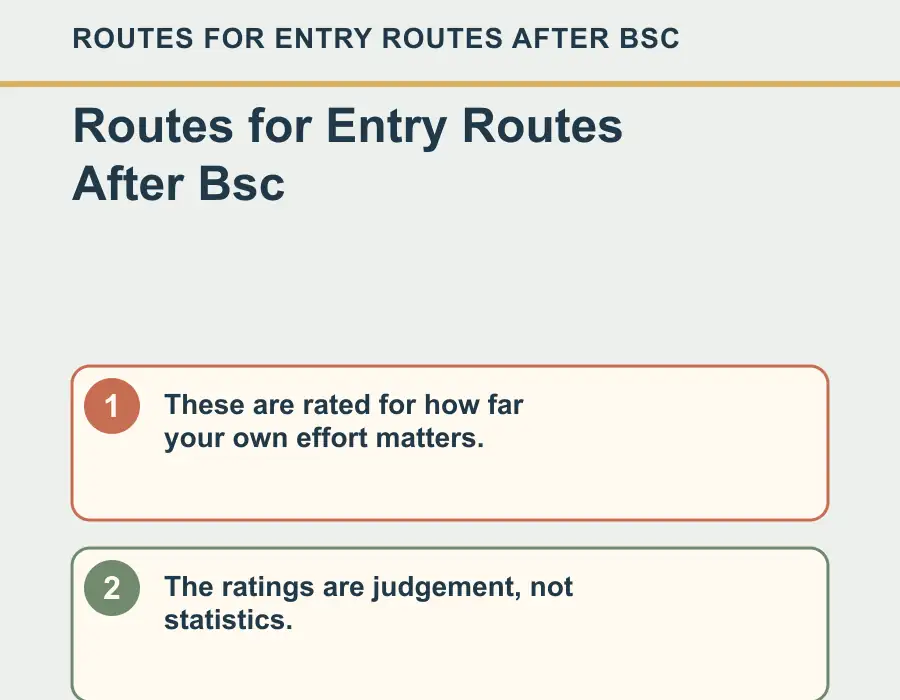 ROUTES FOR ENTRY ROUTES AFTER BSC
Routes for Entry Routes
After Bsc
1
These are rated for how far
your own effort matters.
2
The ratings are judgement, not
statistics.